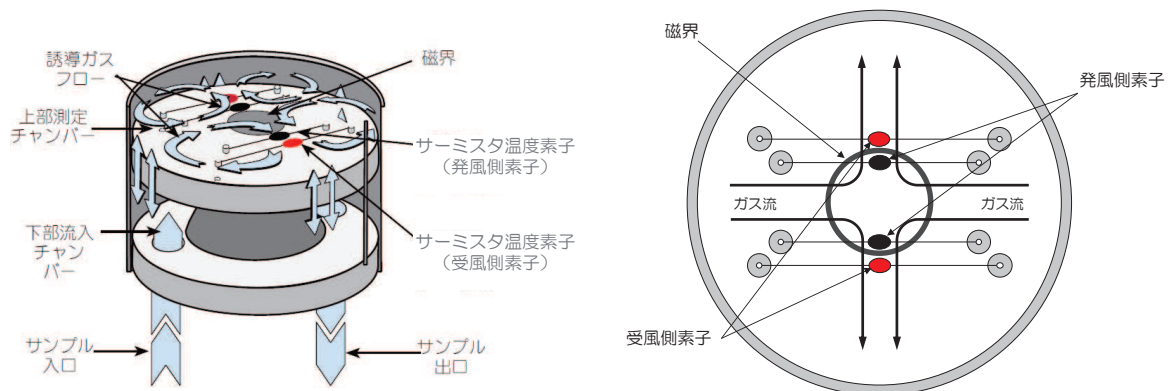 誘導ガス
フロー
磁界
上部測定
チャンバー
サーミスタ温度素子
（発風側素子）
下部流入
チャン
バー
サーミスタ温度素子
（受風側素子）
サンプル
入口
サンプル
出口
磁界
発風側素子
ガス流
ガス流
受風側素子